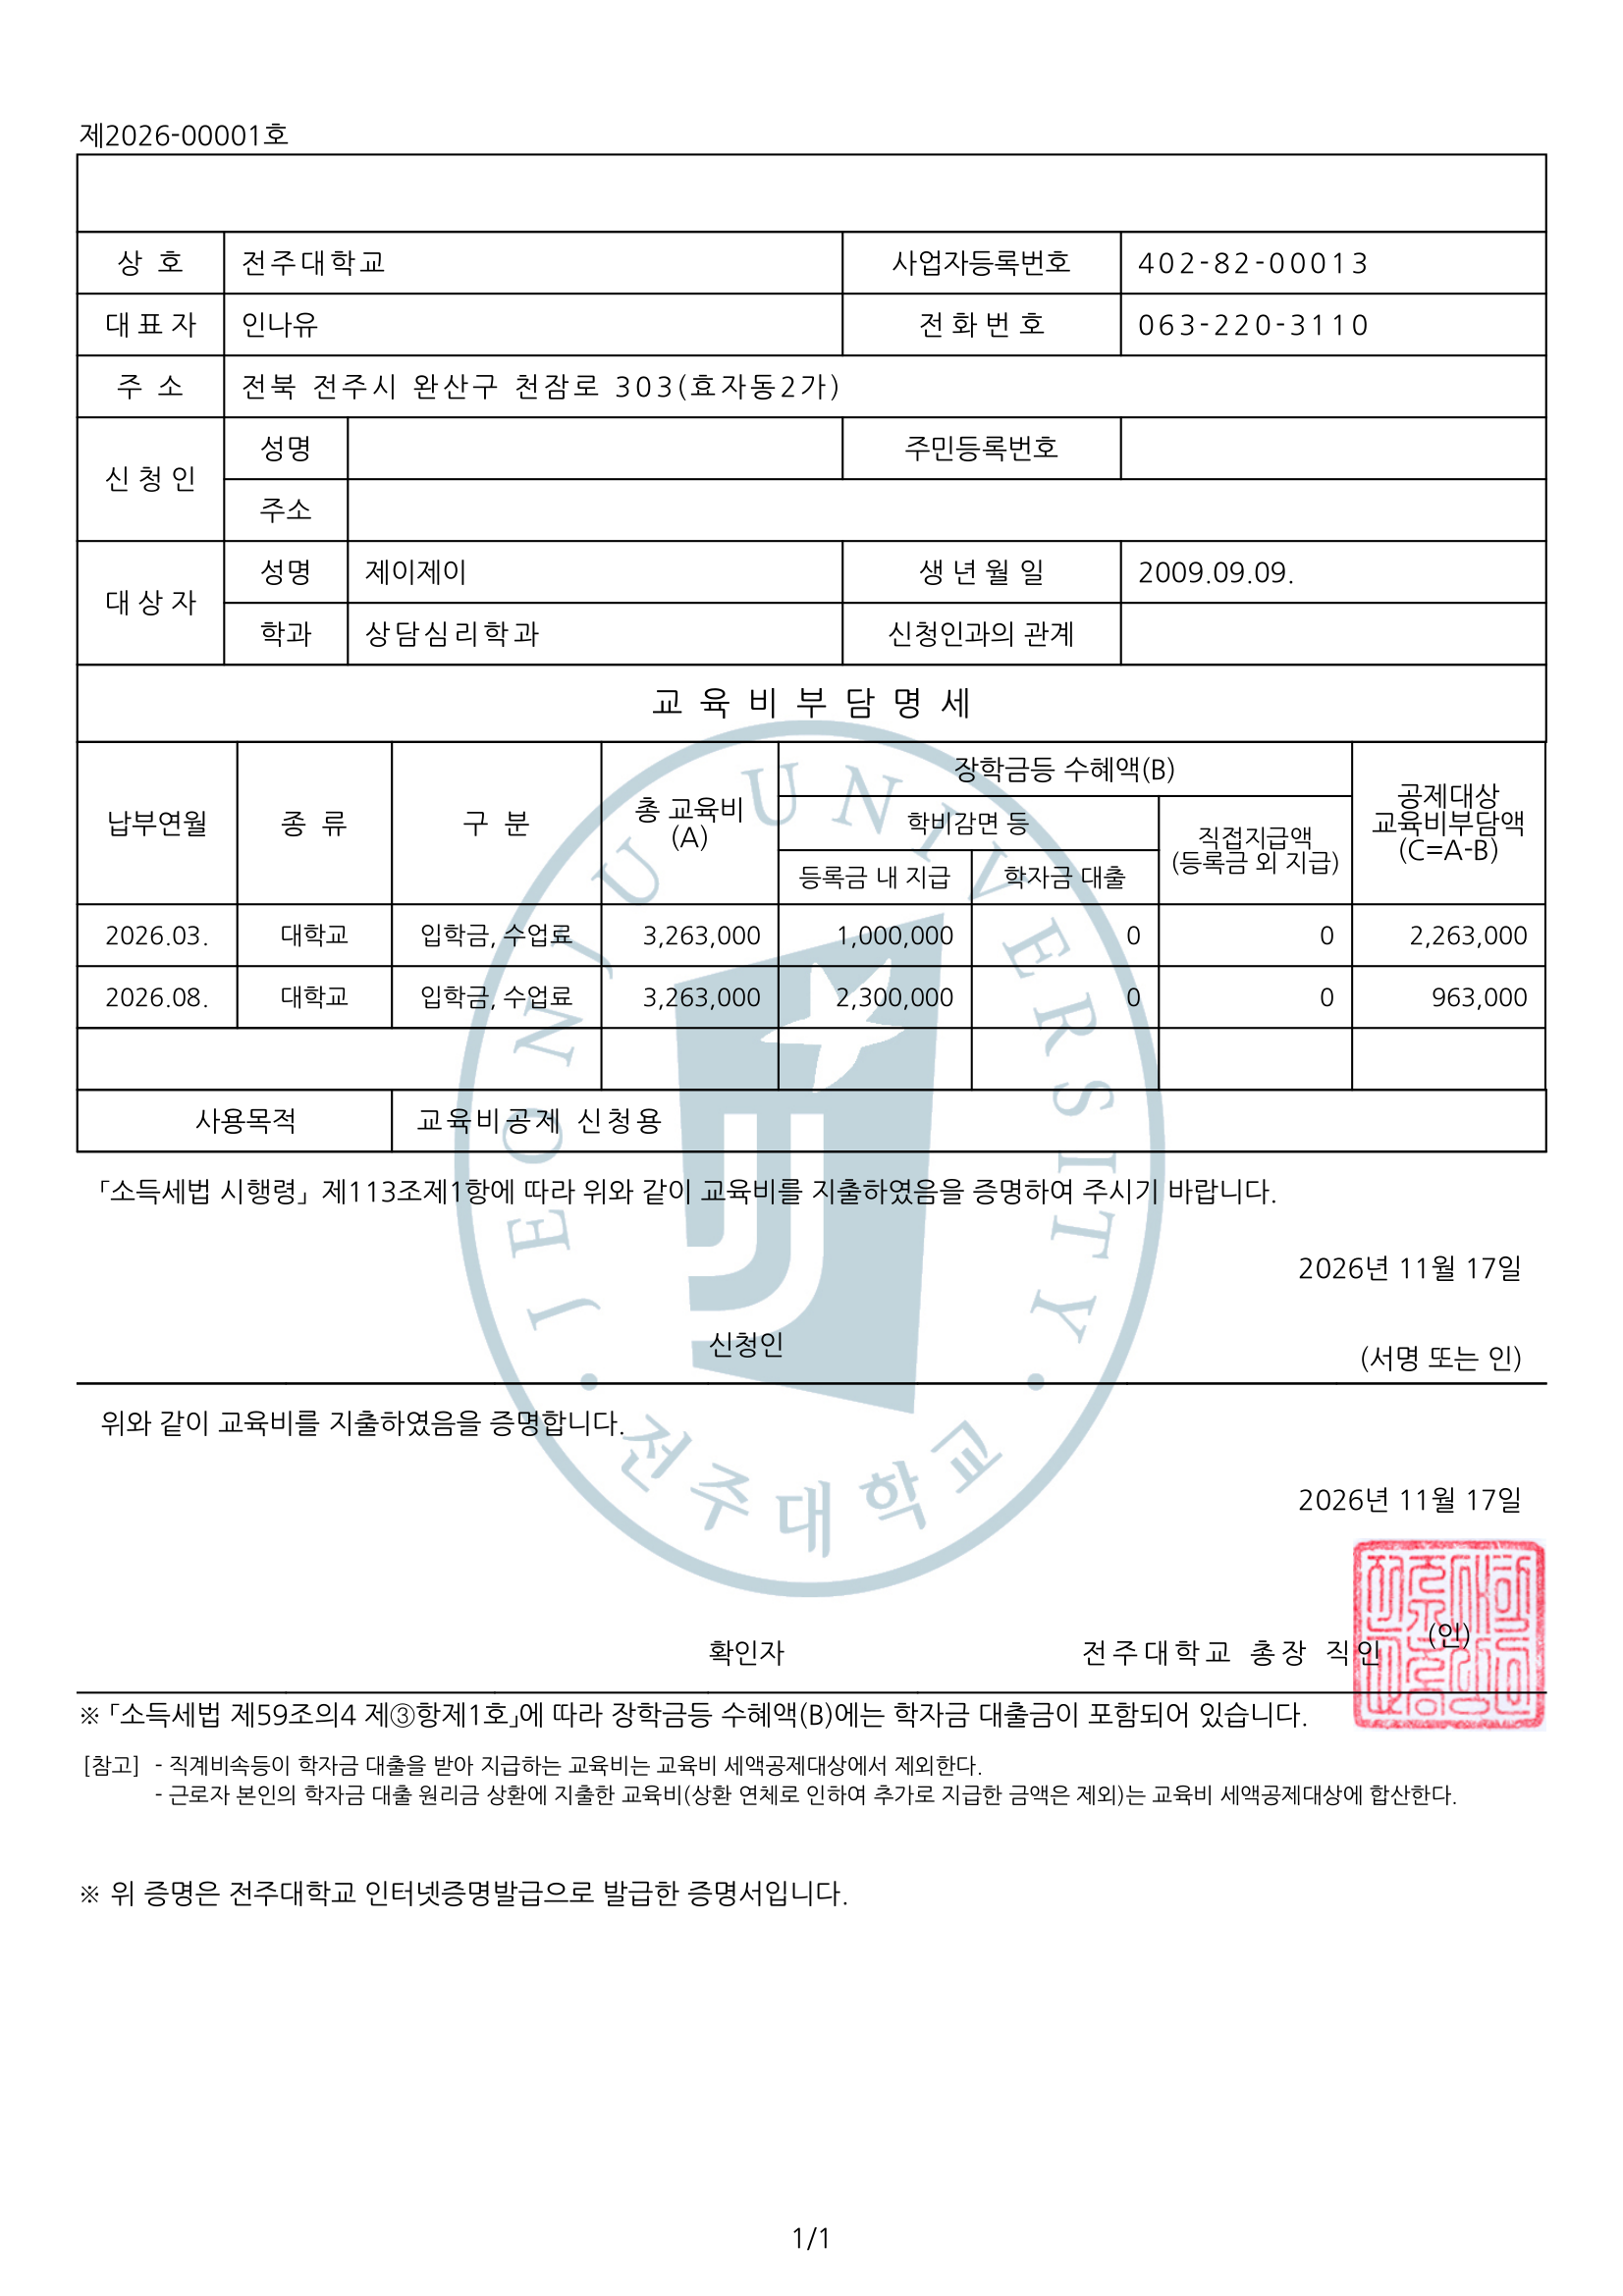 제2026-00001호
상 호 전주대학교 사업자등록번호 402-82-00013
대 표 자 인나유 전 화 번 호 063-220-3110
주 소 전북 전주시 완산구 천잠로 303(효자동2가)
신 청 인 성명 주민등록번호
주소
대 상 자 성명 제이제이 생 년 월 일 2009.09.09.
학과 상담심리학과 신청인과의 관계
교 육 비 부 담 명 세
납부연월 종 류 구 분 총 교육비 (A) 장학금등 수혜액(B) 공제대상 교육비부담액 (C=A-B)
학비감면 등 직접지급액 (등록금 외 지급)
등록금 내 지급 학자금 대출
2026.03. 대학교 입학금, 수업료 3,263,000 1,000,000 0 0 2,263,000
2026.08. 대학교 입학금, 수업료 3,263,000 2,300,000 0 0 963,000
사용목적 교육비공제 신청용
「소득세법 시행령」 제113조제1항에 따라 위와 같이 교육비를 지출하였음을 증명하여 주시기 바랍니다.
2026년 11월 17일
신청인 (서명 또는 인)
위와 같이 교육비를 지출하였음을 증명합니다.
2026년 11월 17일
확인자 전주대학교 총장 직인 (인)
※「소득세법 제59조의4 제③항제1호」에 따라 장학금등 수혜액(B)에는 학자금 대출금이 포함되어 있습니다.
[참고] - 직계비속등이 학자금 대출을 받아 지급하는 교육비는 교육비 세액공제대상에서 제외한다.
- 근로자 본인의 학자금 대출 원리금 상환에 지출한 교육비(상환 연체로 인하여 추가로 지급한 금액은 제외)는 교육비 세액공제대상에 합산한다.
※ 위 증명은 전주대학교 인터넷증명발급으로 발급한 증명서입니다.
1/1
JEONJU UNIVERSITY
전주대학교